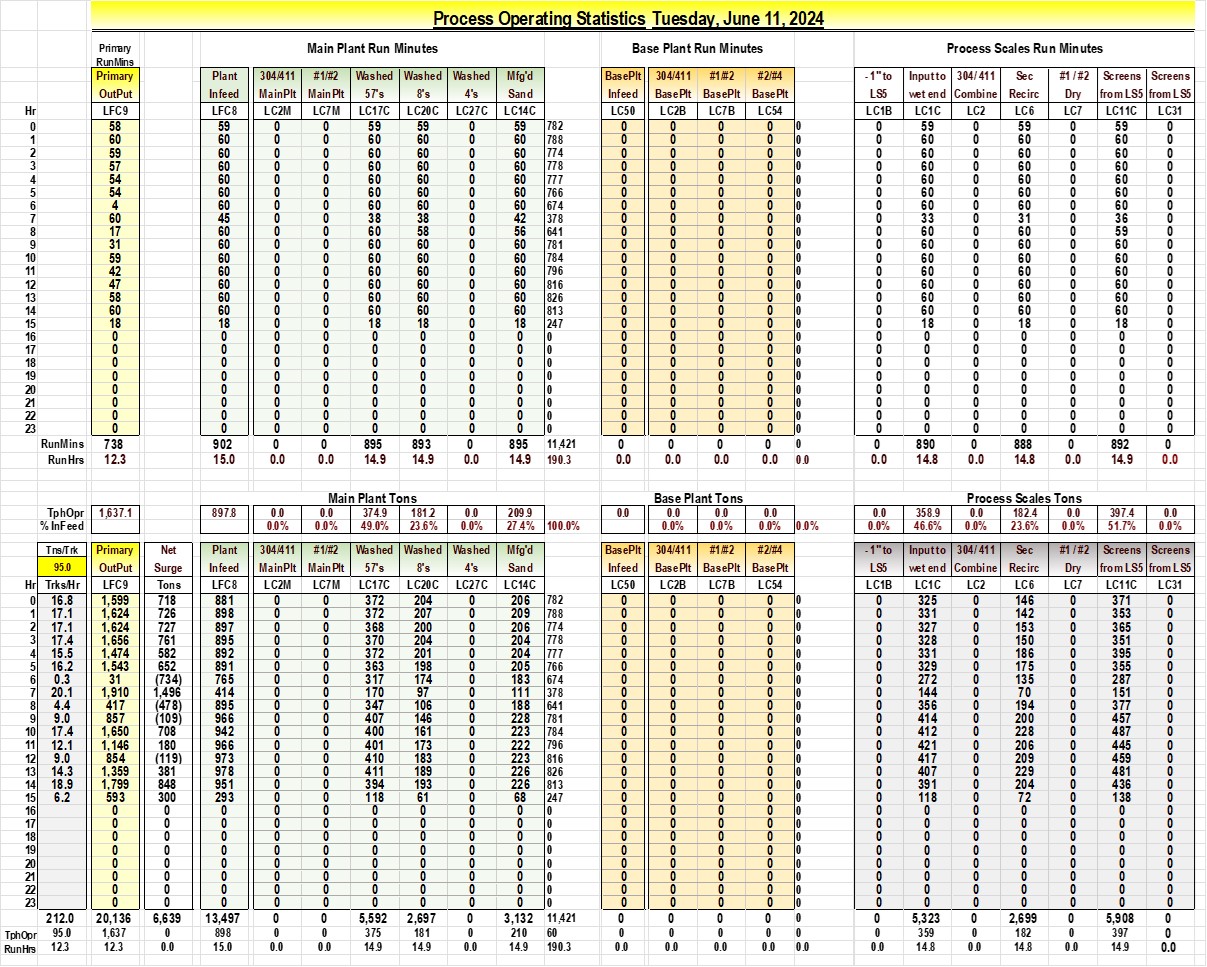 Process Operating Statistics Tuesday, June 11, 2024
Primary Main Plant Run Minutes Base Plant Run Minutes Process Scales Run Minutes
RunMins
Primary Plant 304/411 #1/#2 Washed Washed Washed Mfg'd BasePlt 304/411 #1/#2 #2/#4 - 1" to Input to 304/ 411 Sec #1 / #2 Screens Screens
OutPut Infeed MainPlt MainPlt 57's 8's 4's Sand Infeed BasePlt BasePlt BasePlt LS5 wet end Combine Recirc Dry from LS5 from LS5
Hr LFC9 LFC8 LC2M LC7M LC17C LC20C LC27C LC14C LC50 LC2B LC7B LC54 LC1B LC1C LC2 LC6 LC7 LC11C LC31
0 58 59 0 0 59 59 0 59 782 0 0 0 0 0 0 59 0 59 0 59 0
1 60 60 0 0 60 60 0 60 788 0 0 0 0 0 0 60 0 60 0 60 0
2 59 60 0 0 60 60 0 60 774 0 0 0 0 0 0 60 0 60 0 60 0
3 57 60 0 0 60 60 0 60 778 0 0 0 0 0 0 60 0 60 0 60 0
4 54 60 0 0 60 60 0 60 777 0 0 0 0 0 0 60 0 60 0 60 0
5 54 60 0 0 60 60 0 60 766 0 0 0 0 0 0 60 0 60 0 60 0
6 4 60 0 0 60 60 0 60 674 0 0 0 0 0 0 60 0 60 0 60 0
7 60 45 0 0 38 38 0 42 378 0 0 0 0 0 0 33 0 31 0 36 0
8 17 60 0 0 60 58 0 56 641 0 0 0 0 0 0 60 0 60 0 59 0
9 31 60 0 0 60 60 0 60 781 0 0 0 0 0 0 60 0 60 0 60 0
10 59 60 0 0 60 60 0 60 784 0 0 0 0 0 0 60 0 60 0 60 0
11 42 60 0 0 60 60 0 60 796 0 0 0 0 0 0 60 0 60 0 60 0
12 47 60 0 0 60 60 0 60 816 0 0 0 0 0 0 60 0 60 0 60 0
13 58 60 0 0 60 60 0 60 826 0 0 0 0 0 0 60 0 60 0 60 0
14 60 60 0 0 60 60 0 60 813 0 0 0 0 0 0 60 0 60 0 60 0
15 18 18 0 0 18 18 0 18 247 0 0 0 0 0 0 18 0 18 0 18 0
16 0 0 0 0 0 0 0 0 0 0 0 0 0 0 0 0 0 0 0 0 0
17 0 0 0 0 0 0 0 0 0 0 0 0 0 0 0 0 0 0 0 0 0
18 0 0 0 0 0 0 0 0 0 0 0 0 0 0 0 0 0 0 0 0 0
19 0 0 0 0 0 0 0 0 0 0 0 0 0 0 0 0 0 0 0 0 0
20 0 0 0 0 0 0 0 0 0 0 0 0 0 0 0 0 0 0 0 0 0
21 0 0 0 0 0 0 0 0 0 0 0 0 0 0 0 0 0 0 0 0 0
22 0 0 0 0 0 0 0 0 0 0 0 0 0 0 0 0 0 0 0 0 0
23 0 0 0 0 0 0 0 0 0 0 0 0 0 0 0 0 0 0 0 0 0
RunMins 738 902 0 0 895 893 0 895 11,421 0 0 0 0 0 0 890 0 888 0 892 0
RunHrs 12.3 15.0 0.0 0.0 14.9 14.9 0.0 14.9 190.3 0.0 0.0 0.0 0.0 0.0 0.0 14.8 0.0 14.8 0.0 14.9 0.0
Main Plant Tons Base Plant Tons Process Scales Tons
TphOpr 1,637.1 897.8 0.0 0.0 374.9 181.2 0.0 209.9 0.0 0.0 0.0 0.0 0.0 358.9 0.0 182.4 0.0 397.4 0.0
% InFeed 0.0% 0.0% 49.0% 23.6% 0.0% 27.4% 100.0% 0.0% 0.0% 0.0% 0.0% 0.0% 46.6% 0.0% 23.6% 0.0% 51.7% 0.0%
Tns/Trk Primary Net Plant 304/411 #1/#2 Washed Washed Washed Mfg'd BasePlt 304/411 #1/#2 #2/#4 - 1" to Input to 304/ 411 Sec #1 / #2 Screens Screens
95.0 OutPut Surge Infeed MainPlt MainPlt 57's 8's 4's Sand Infeed BasePlt BasePlt BasePlt LS5 wet end Combine Recirc Dry from LS5 from LS5
Hr Trks/Hr LFC9 Tons LFC8 LC2M LC7M LC17C LC20C LC27C LC14C LC50 LC2B LC7B LC54 LC1B LC1C LC2 LC6 LC7 LC11C LC31
0 16.8 1,599 718 881 0 0 372 204 0 206 782 0 0 0 0 0 0 325 0 146 0 371 0
1 17.1 1,624 726 898 0 0 372 207 0 209 788 0 0 0 0 0 0 331 0 142 0 353 0
2 17.1 1,624 727 897 0 0 368 200 0 206 774 0 0 0 0 0 0 327 0 153 0 365 0
3 17.4 1,656 761 895 0 0 370 204 0 204 778 0 0 0 0 0 0 328 0 150 0 351 0
4 15.5 1,474 582 892 0 0 372 201 0 204 777 0 0 0 0 0 0 331 0 186 0 395 0
5 16.2 1,543 652 891 0 0 363 198 0 205 766 0 0 0 0 0 0 329 0 175 0 355 0
6 0.3 31 (734) 765 0 0 317 174 0 183 674 0 0 0 0 0 0 272 0 135 0 287 0
7 20.1 1,910 1,496 414 0 0 170 97 0 111 378 0 0 0 0 0 0 144 0 70 0 151 0
8 4.4 417 (478) 895 0 0 347 106 0 188 641 0 0 0 0 0 0 356 0 194 0 377 0
9 9.0 857 (109) 966 0 0 407 146 0 228 781 0 0 0 0 0 0 414 0 200 0 457 0
10 17.4 1,650 708 942 0 0 400 161 0 223 784 0 0 0 0 0 0 412 0 228 0 487 0
11 12.1 1,146 180 966 0 0 401 173 0 222 796 0 0 0 0 0 0 421 0 206 0 445 0
12 9.0 854 (119) 973 0 0 410 183 0 223 816 0 0 0 0 0 0 417 0 209 0 459 0
13 14.3 1,359 381 978 0 0 411 189 0 226 826 0 0 0 0 0 0 407 0 229 0 481 0
14 18.9 1,799 848 951 0 0 394 193 0 226 813 0 0 0 0 0 0 391 0 204 0 436 0
15 6.2 593 300 293 0 0 118 61 0 68 247 0 0 0 0 0 0 118 0 72 0 138 0
16 0 0 0 0 0 0 0 0 0 0 0 0 0 0 0 0 0 0 0 0 0 0
17 0 0 0 0 0 0 0 0 0 0 0 0 0 0 0 0 0 0 0 0 0 0
18 0 0 0 0 0 0 0 0 0 0 0 0 0 0 0 0 0 0 0 0 0 0
19 0 0 0 0 0 0 0 0 0 0 0 0 0 0 0 0 0 0 0 0 0 0
20 0 0 0 0 0 0 0 0 0 0 0 0 0 0 0 0 0 0 0 0 0 0
21 0 0 0 0 0 0 0 0 0 0 0 0 0 0 0 0 0 0 0 0 0 0
22 0 0 0 0 0 0 0 0 0 0 0 0 0 0 0 0 0 0 0 0 0 0
23 0 0 0 0 0 0 0 0 0 0 0 0 0 0 0 0 0 0 0 0 0 0
212.0 20,136 6,639 13,497 0 0 5,592 2,697 0 3,132 11,421 0 0 0 0 0 0 5,323 0 2,699 0 5,908 0
TphOpr 95.0 1,637 0 898 0 0 375 181 0 210 60 0 0 0 0 0 0 359 0 182 0 397 0
RunHrs 12.3 12.3 0.0 15.0 0.0 0.0 14.9 14.9 0.0 14.9 190.3 0.0 0.0 0.0 0.0 0.0 0.0 14.8 0.0 14.8 0.0 14.9 0.0